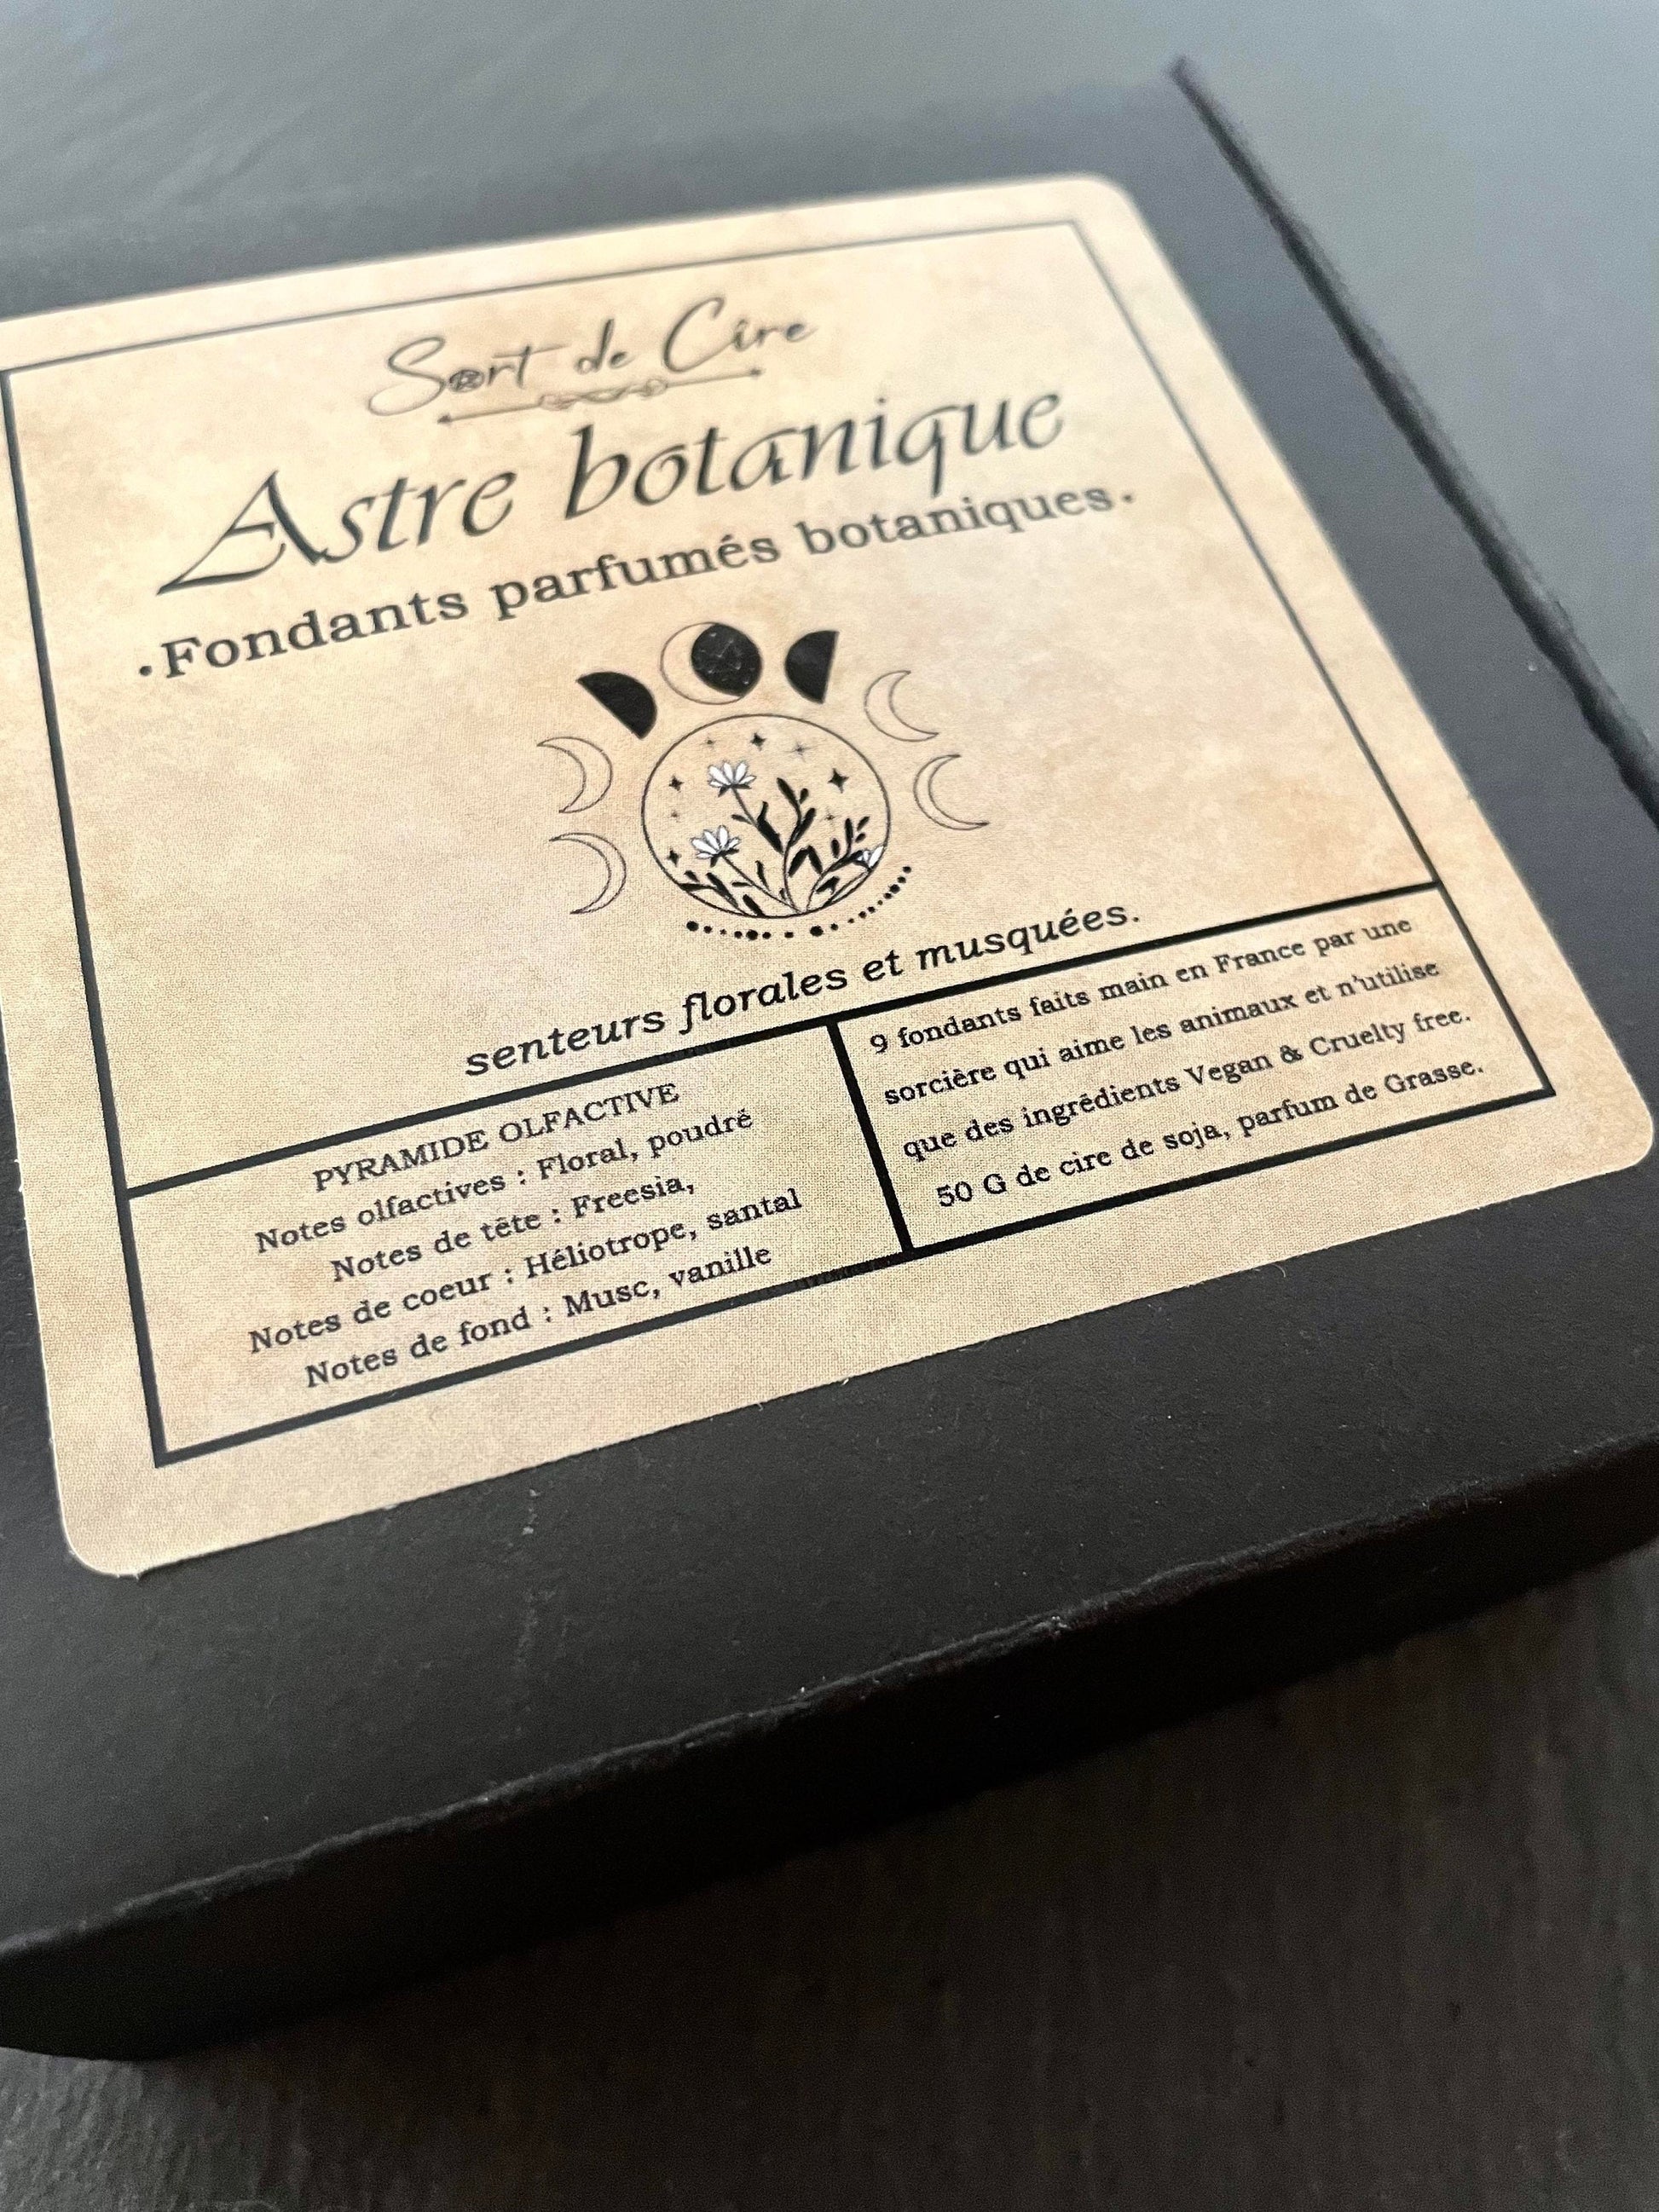 Sort de Cire
Astre botanique
.Fondants parfumés botaniques.
senteurs florales et musquées.
PYRAMIDE OLFACTIVE
Notes olfactives : Floral, poudré
Notes de tête : Freesia,
Notes de coeur : Héliotrope, santal
Notes de fond : Musc, vanille
9 fondants faits main en France par une
sorcière qui aime les animaux et n'utilise
que des ingrédients Vegan & Cruelty free.
50 G de cire de soja, parfum de Grasse.